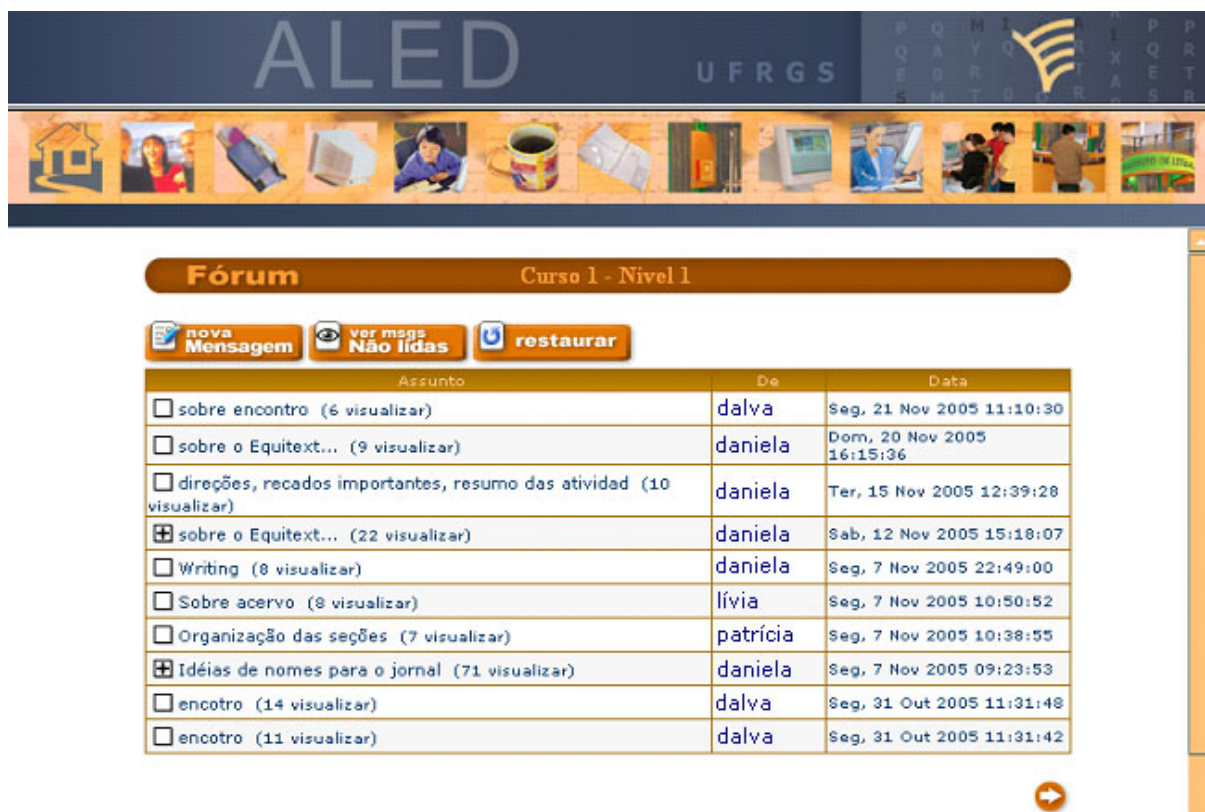 ALED
UFRGS
Fórum
Curso 1 - Nivel 1
nova
Mensagem
ver msgs
Não lídas
restaurar
Assunto De Data
sobre encontro (6 visualizar) dalva Seg, 21 Nov 2005 11:10:30
sobre o Equitext... (9 visualizar) daniela Dom, 20 Nov 2005
16:15:36
direções, recados importantes, resumo das atividad (10
visualizar) daniela Ter, 15 Nov 2005 12:39:28
sobre o Equitext... (22 visualizar) daniela Sab, 12 Nov 2005 15:18:07
Writing (8 visualizar) daniela Seg, 7 Nov 2005 22:49:00
Sobre acervo (8 visualizar) lívia Seg, 7 Nov 2005 10:50:52
Organização das seções (7 visualizar) patrícia Seg, 7 Nov 2005 10:38:55
Idéias de nomes para o jornal (71 visualizar) daniela Seg, 7 Nov 2005 09:23:53
encotro (14 visualizar) dalva Seg, 31 Out 2005 11:31:48
encotro (11 visualizar) dalva Seg, 31 Out 2005 11:31:42